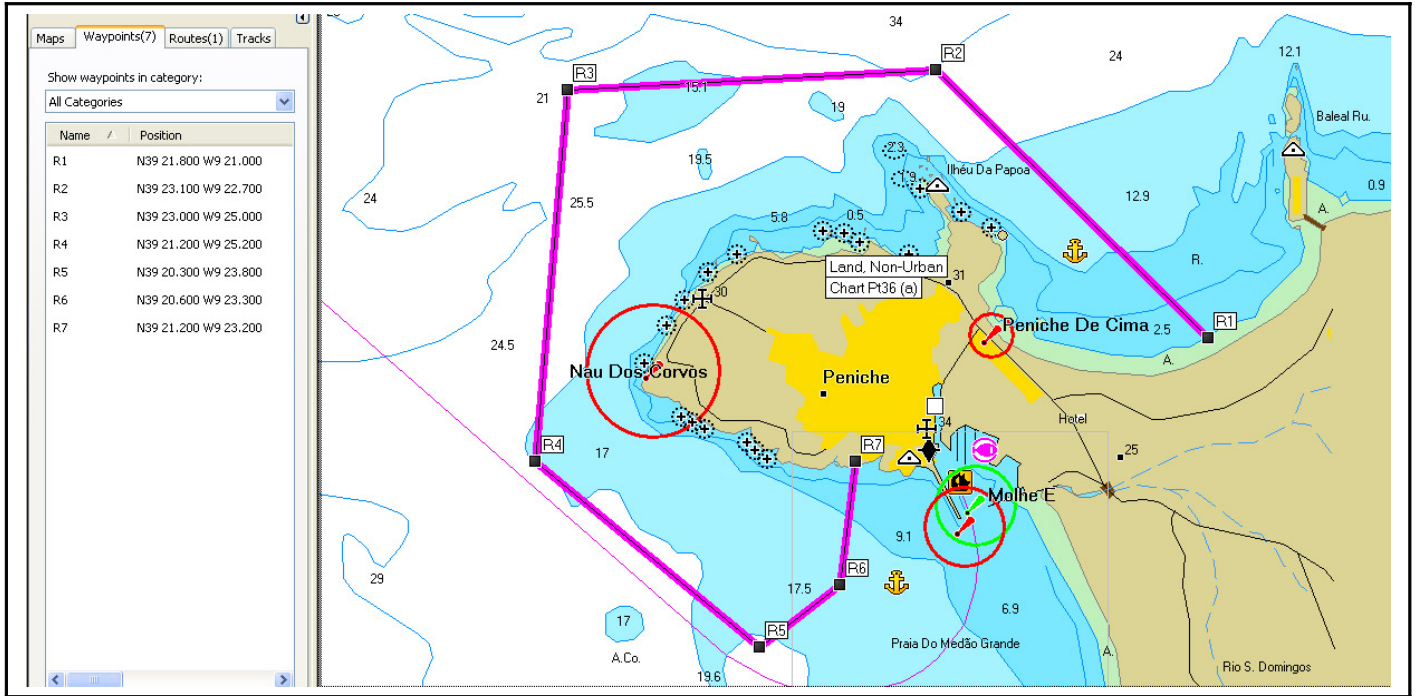 Maps Waypoints(7) Routes(1) Tracks
Show waypoints in category:
All Categories
Name Position
R1 N39 21.800 W9 21.000
R2 N39 23.100 W9 22.700
R3 N39 23.000 W9 25.000
R4 N39 21.200 W9 25.200
R5 N39 20.300 W9 23.800
R6 N39 20.600 W9 23.300
R7 N39 21.200 W9 23.200
34
R2
24
12.1
R3
15.1
21
19
Baleal Ru.
2.3
19.5
Ilhéu Da Papoa
1.9
12.9
0.9
24
25.5
5.8
0.5
A.
R.
Land, Non-Urban
Chart Pt36 (a)
31
30
Peniche De Cima
2.5
R1
24.5
A.
Nau Dos Corvos
Peniche
34
Hotel
R4
17
R7
25
Molhe E
9.1
29
R6
17.5
17
R5
6.9
A.Co.
Praia Do Medão Grande
A.
Rio S. Domingos
19.6